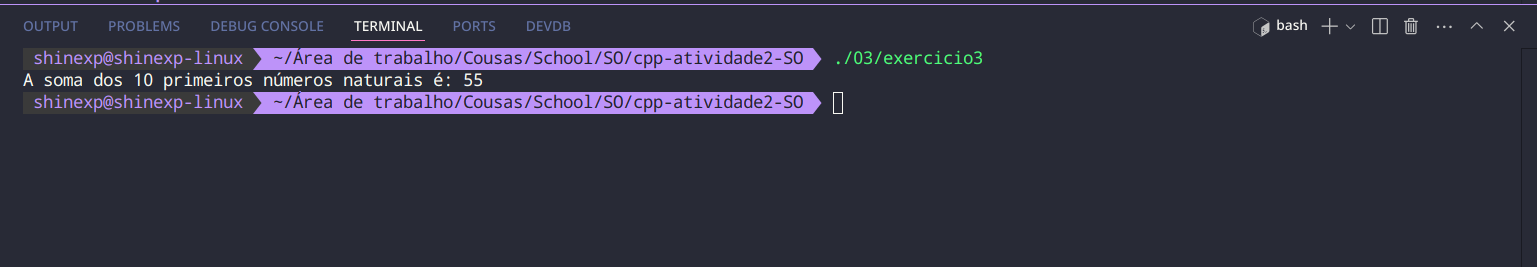 OUTPUT PROBLEMS DEBUG CONSOLE TERMINAL PORTS DEVDB bash
shinexp@shinexp-linux ~/Área de trabalho/Cousas/School/SO/cpp-atividade2-SO ./03/exercicio3
A soma dos 10 primeiros números naturais é: 55
shinexp@shinexp-linux ~/Área de trabalho/Cousas/School/SO/cpp-atividade2-SO